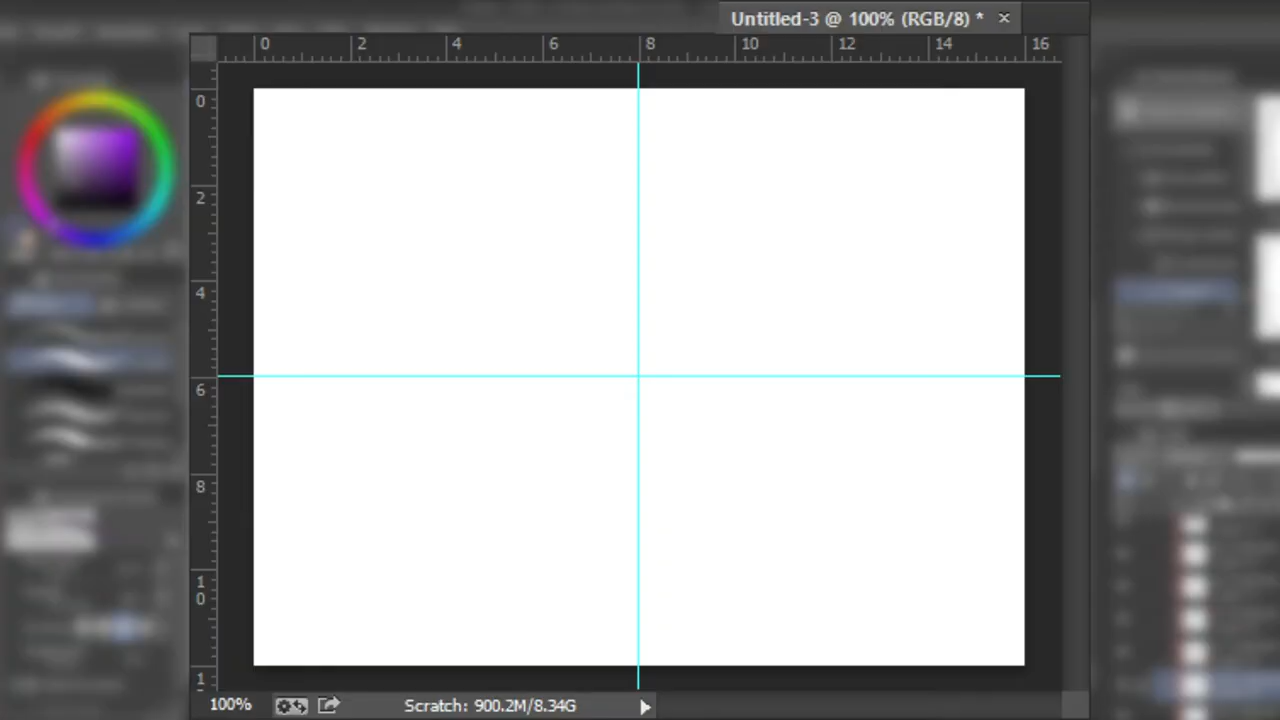 Untitled-3 @ 100% (RGB/8) * ×
0 2 4 6 8 10 12 14 16
0
2
4
6
8
1
0
1
100% Scratch: 900.2M/8.34G